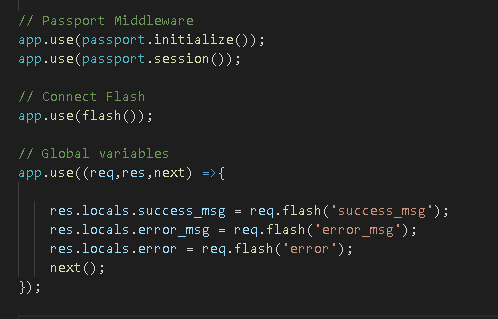 // Passport Middleware
app.use(passport.initialize());
app.use(passport.session());
// Connect Flash
app.use(flash());
// Global variables
app.use((req,res,next) =>{
res.locals.success_msg = req.flash('success_msg');
res.locals.error_msg = req.flash('error_msg');
res.locals.error = req.flash('error');
next();
});